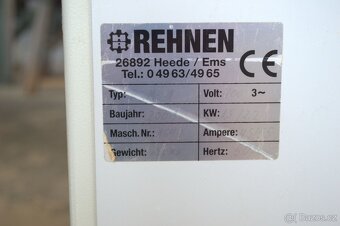 REHNEN
26892 Heede / Ems
Tel.: 0 49 63/49 65
CE
Typ: Volt: 3~
Baujahr: KW:
Masch. Nr. Ampere:
Gewicht: Hertz:
bazos.cz